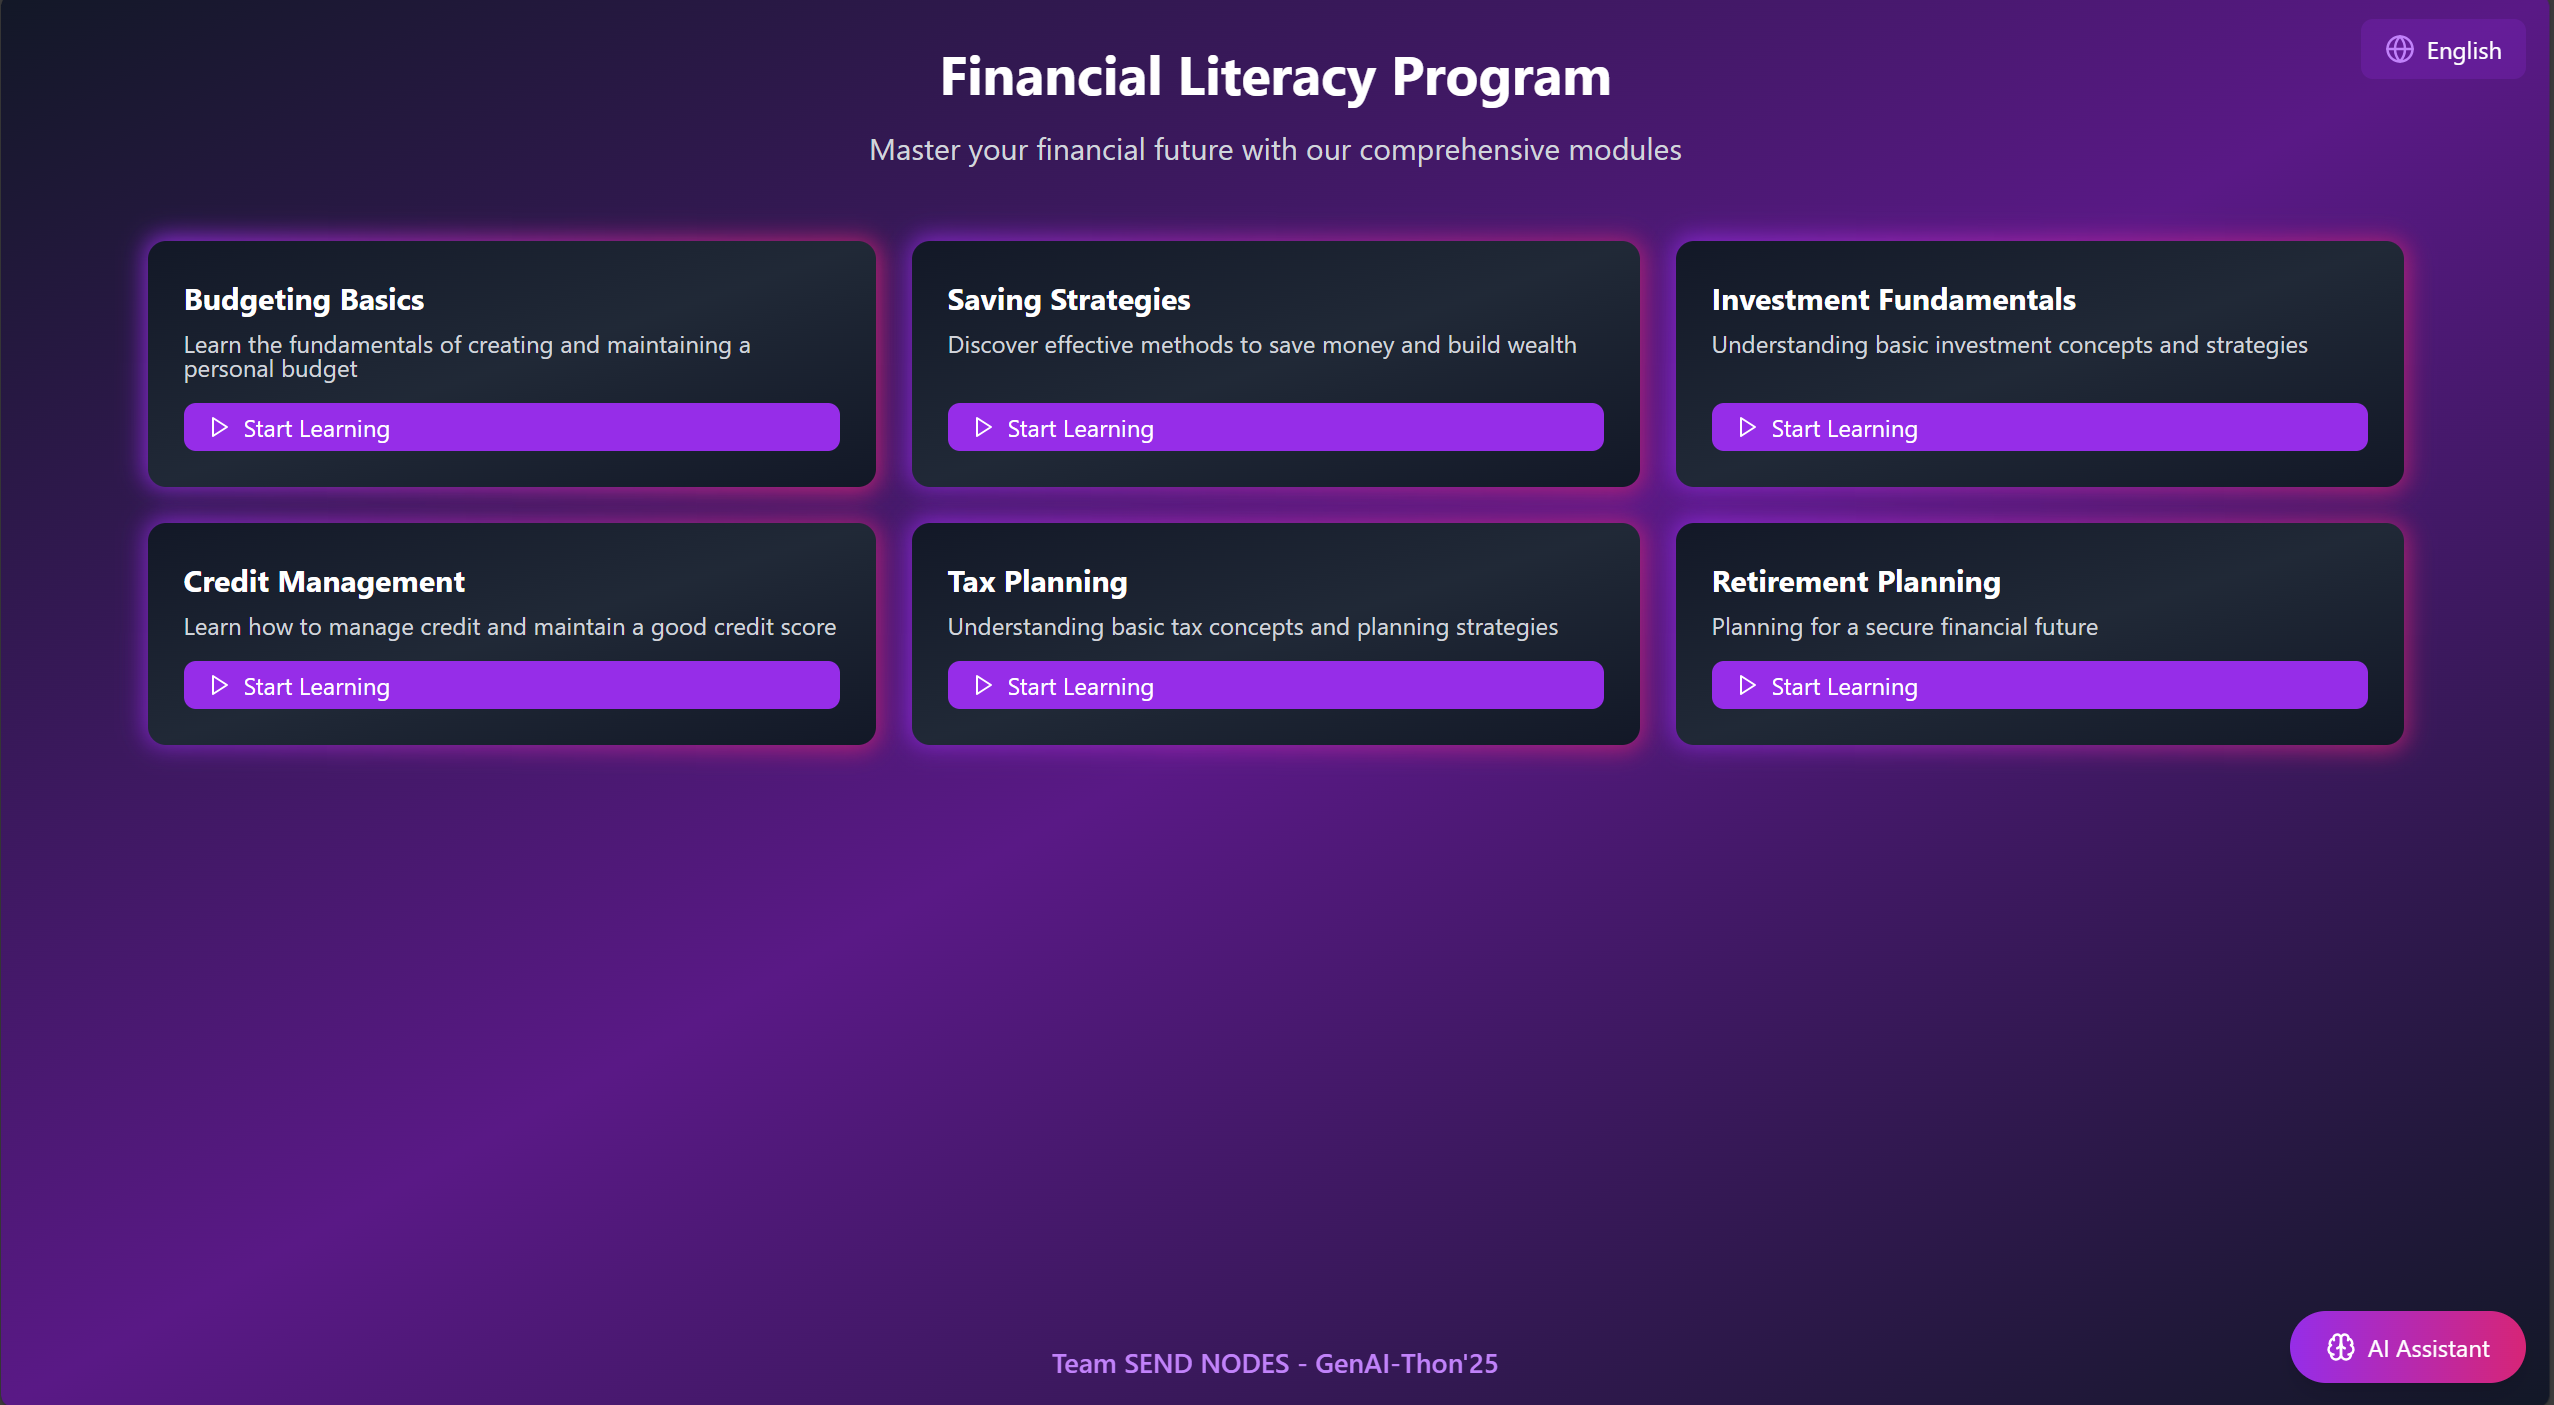 English
Financial Literacy Program
Master your financial future with our comprehensive modules
Budgeting Basics
Learn the fundamentals of creating and maintaining a
personal budget
Start Learning
Saving Strategies
Discover effective methods to save money and build wealth
Start Learning
Investment Fundamentals
Understanding basic investment concepts and strategies
Start Learning
Credit Management
Learn how to manage credit and maintain a good credit score
Start Learning
Tax Planning
Understanding basic tax concepts and planning strategies
Start Learning
Retirement Planning
Planning for a secure financial future
Start Learning
Team SEND NODES - GenAI-Thon'25
AI Assistant